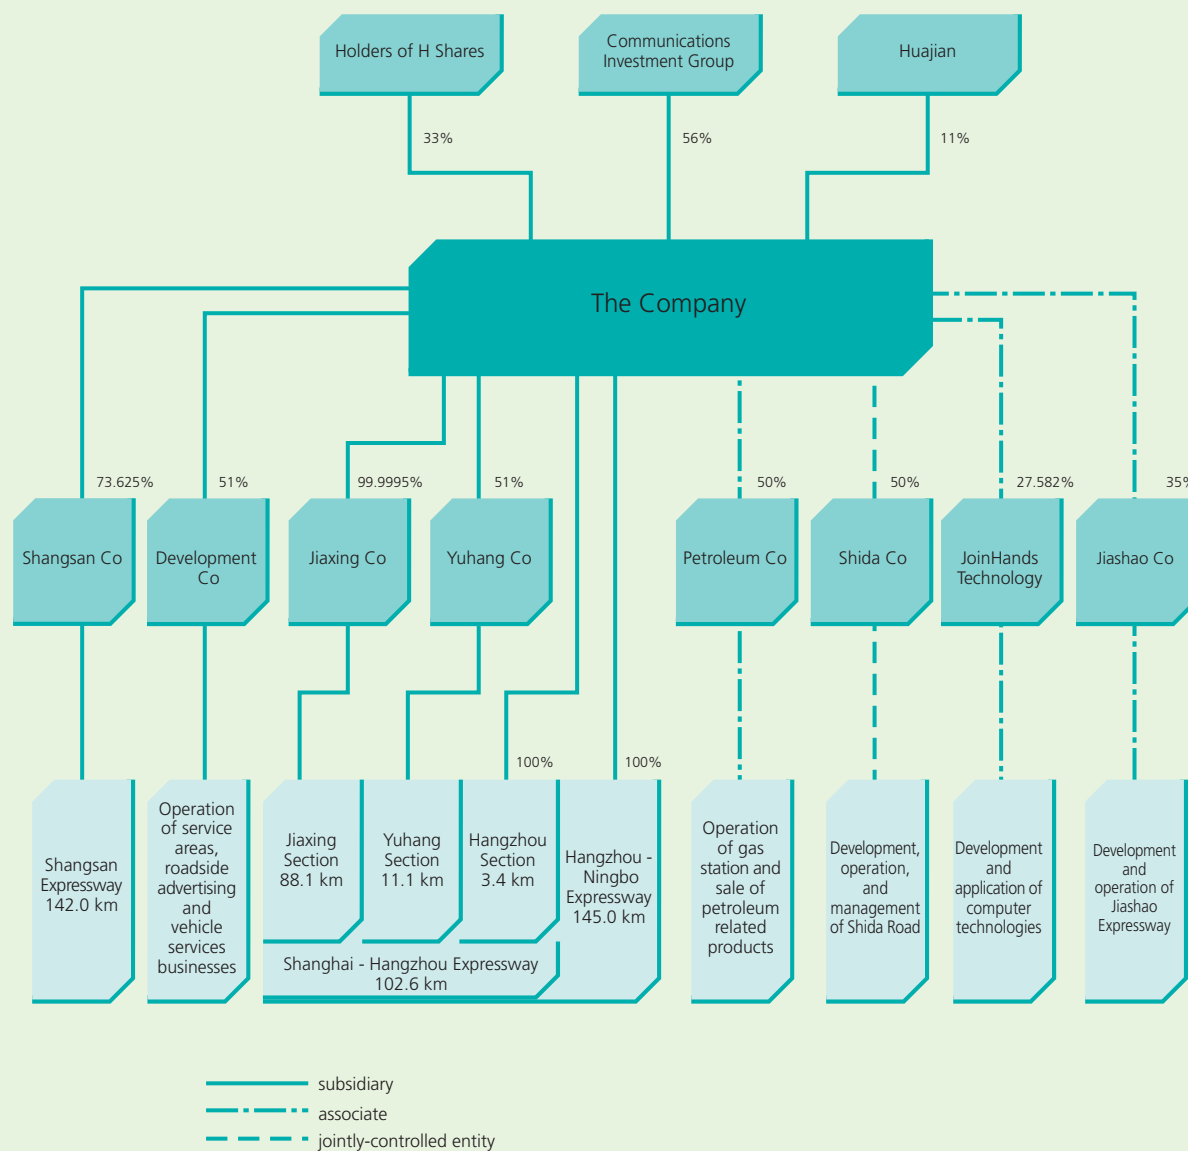 Holders of H Shares
Communications
Investment Group
Huajian
33%
56%
11%
The Company
73.625%
51%
99.9995%
51%
50%
50%
27.582%
35%
Shangsan Co
Development
Co
Jiaxing Co
Yuhang Co
Petroleum Co
Shida Co
JoinHands
Technology
Jiashao Co
100%
100%
Shangsan
Expressway
142.0 km
Operation
of service
areas,
roadside
advertising
and
vehicle
services
businesses
Jiaxing
Section
88.1 km
Yuhang
Section
11.1 km
Hangzhou
Section
3.4 km
Hangzhou -
Ningbo
Expressway
145.0 km
Shanghai - Hangzhou Expressway
102.6 km
Operation
of gas
station and
sale of
petroleum
related
products
Development,
operation,
and
management
of Shida Road
Development
and
application of
computer
technologies
Development
and
operation of
Jiashao
Expressway
subsidiary
associate
jointly-controlled entity